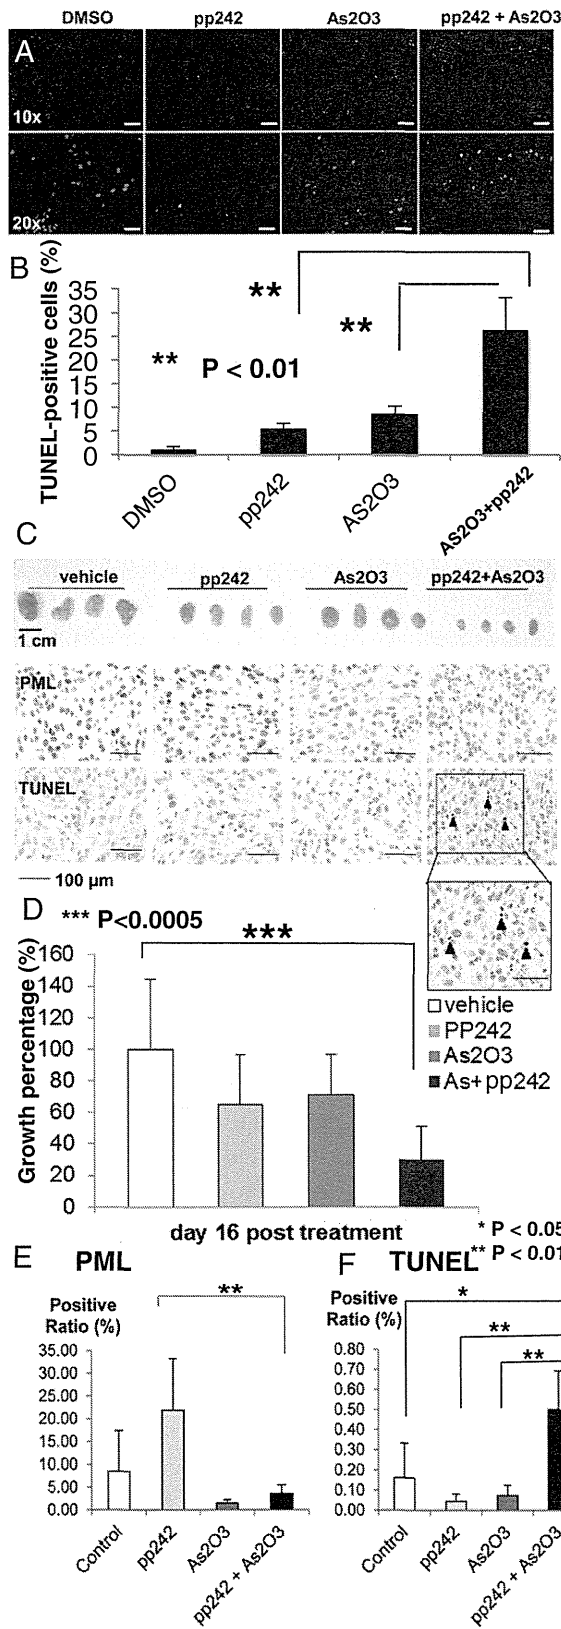 DMSO pp242 As2O3 pp242 + As2O3
A
10x
20x
B
TUNEL-positive cells (%)
35
30
25
20
15
10
5
0
**
**
** P < 0.01
DMSO pp242 AS2O3 AS2O3+pp242
C
vehicle pp242 As2O3 pp242+As2O3
1 cm
PML
TUNEL
100 µm
D
*** P<0.0005
***
Growth percentage (%)
160
140
120
100
80
60
40
20
0
vehicle
PP242
As2O3
As+pp242
day 16 post treatment
* P < 0.05
** P < 0.01
E PML
Positive
Ratio (%)
**
35.00
30.00
25.00
20.00
15.00
10.00
5.00
0.00
Control pp242 As2O3 pp242 + As2O3
F TUNEL
Positive
Ratio (%)
*
**
**
0.80
0.70
0.60
0.50
0.40
0.30
0.20
0.10
0.00
Control pp242 As2O3 pp242 + As2O3